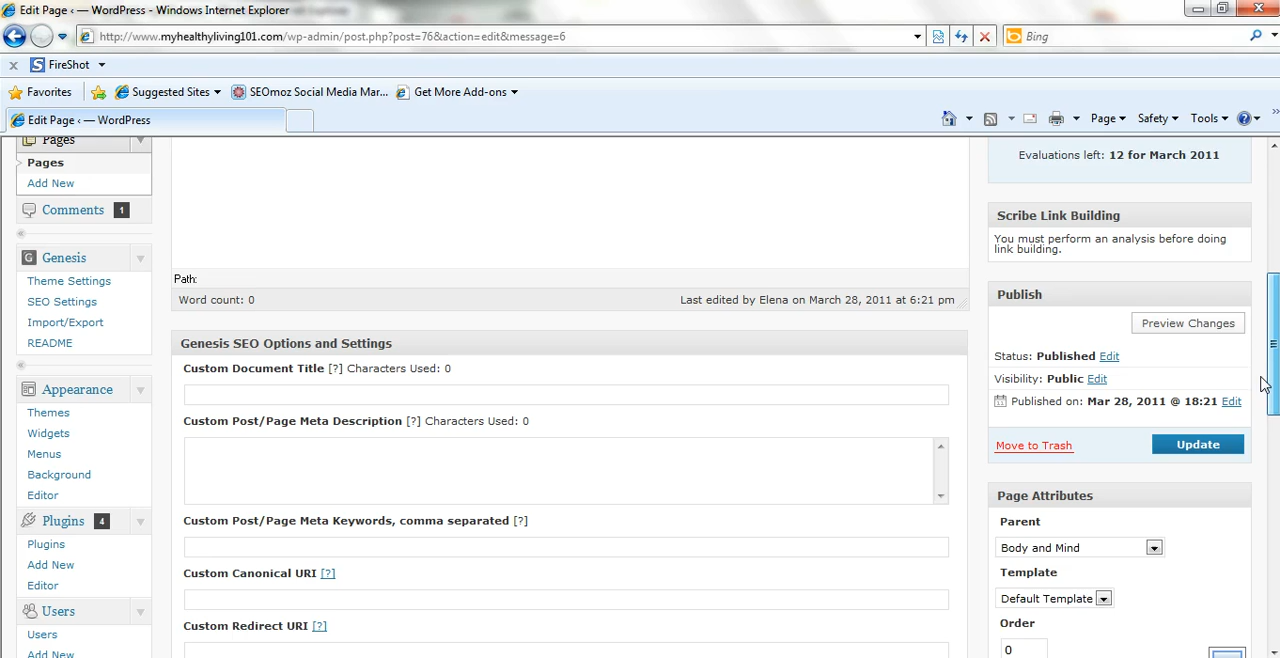 Edit Page ‹ — WordPress - Windows Internet Explorer
http://www.myhealthyliving101.com/wp-admin/post.php?post=76&action=edit&message=6
Bing
x FireShot
Favorites Suggested Sites SEOmoz Social Media Mar... Get More Add-ons
Edit Page ‹ — WordPress
Page Safety Tools
Pages
Pages
Add New
Comments 1
Genesis
Theme Settings
SEO Settings
Import/Export
README
Appearance
Themes
Widgets
Menus
Background
Editor
Plugins 4
Plugins
Add New
Editor
Users
Users
Add New
Path:
Word count: 0 Last edited by Elena on March 28, 2011 at 6:21 pm
Genesis SEO Options and Settings
Custom Document Title [?] Characters Used: 0
Custom Post/Page Meta Description [?] Characters Used: 0
Custom Post/Page Meta Keywords, comma separated [?]
Custom Canonical URI [?]
Custom Redirect URI [?]
Evaluations left: 12 for March 2011
Scribe Link Building
You must perform an analysis before doing
link building.
Publish
Preview Changes
Status: Published Edit
Visibility: Public Edit
Published on: Mar 28, 2011 @ 18:21 Edit
Move to Trash Update
Page Attributes
Parent
Body and Mind
Template
Default Template
Order
0